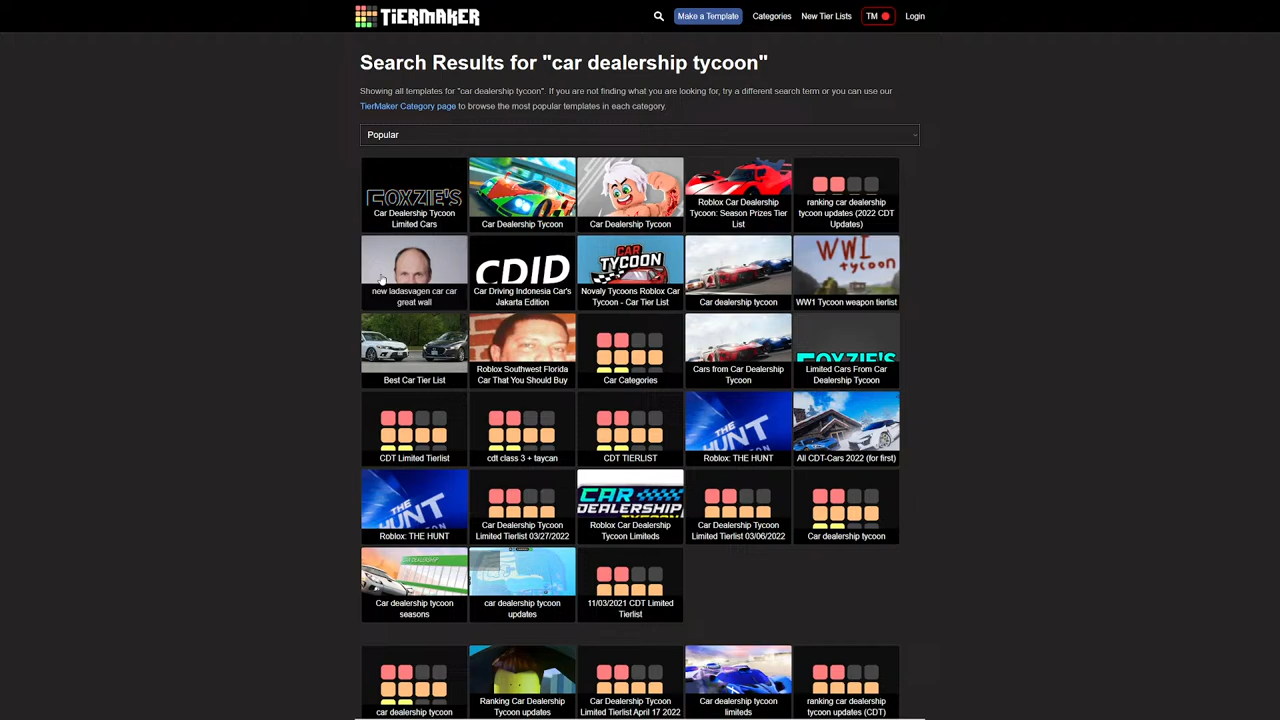 TiERMAKER
Make a Template
Categories
New Tier Lists
TM
Login
Search Results for "car dealership tycoon"
Showing all templates for "car dealership tycoon". If you are not finding what you are looking for, try a different search term or you can use our
TierMaker Category page to browse the most popular templates in each category.
Popular
FOXZIE'S
Car Dealership Tycoon
Limited Cars
Car Dealership Tycoon
Car Dealership Tycoon
Roblox Car Dealership
Tycoon: Season Prizes Tier
List
ranking car dealership
tycoon updates (2022 CDT
Updates)
new ladasvagen car car
great wall
CDID
Car Driving Indonesia Car's
Jakarta Edition
CAR
TYCOON
Novaly Tycoons Roblox Car
Tycoon - Car Tier List
Car dealership tycoon
WWI
tycoon
WW1 Tycoon weapon tierlist
Best Car Tier List
Roblox Southwest Florida
Car That You Should Buy
Car Categories
Cars from Car Dealership
Tycoon
FOXZIE'S
Limited Cars From Car
Dealership Tycoon
CDT Limited Tierlist
cdt class 3 + taycan
CDT TIERLIST
THE
HUNT
Roblox: THE HUNT
All CDT-Cars 2022 (for first)
THE
HUNT
Roblox: THE HUNT
Car Dealership Tycoon
Limited Tierlist 03/27/2022
CAR
DEALERSHIP
TYCOON
Roblox Car Dealership
Tycoon Limiteds
Car Dealership Tycoon
Limited Tierlist 03/06/2022
Car dealership tycoon
CAR DEALERSHIP
Car dealership tycoon
seasons
car dealership tycoon
updates
11/03/2021 CDT Limited
Tierlist
car dealership tycoon
Ranking Car Dealership
Tycoon updates
Car Dealership Tycoon
Limited Tierlist April 17 2022
Car dealership tycoon
limiteds
ranking car dealership
tycoon updates (CDT)